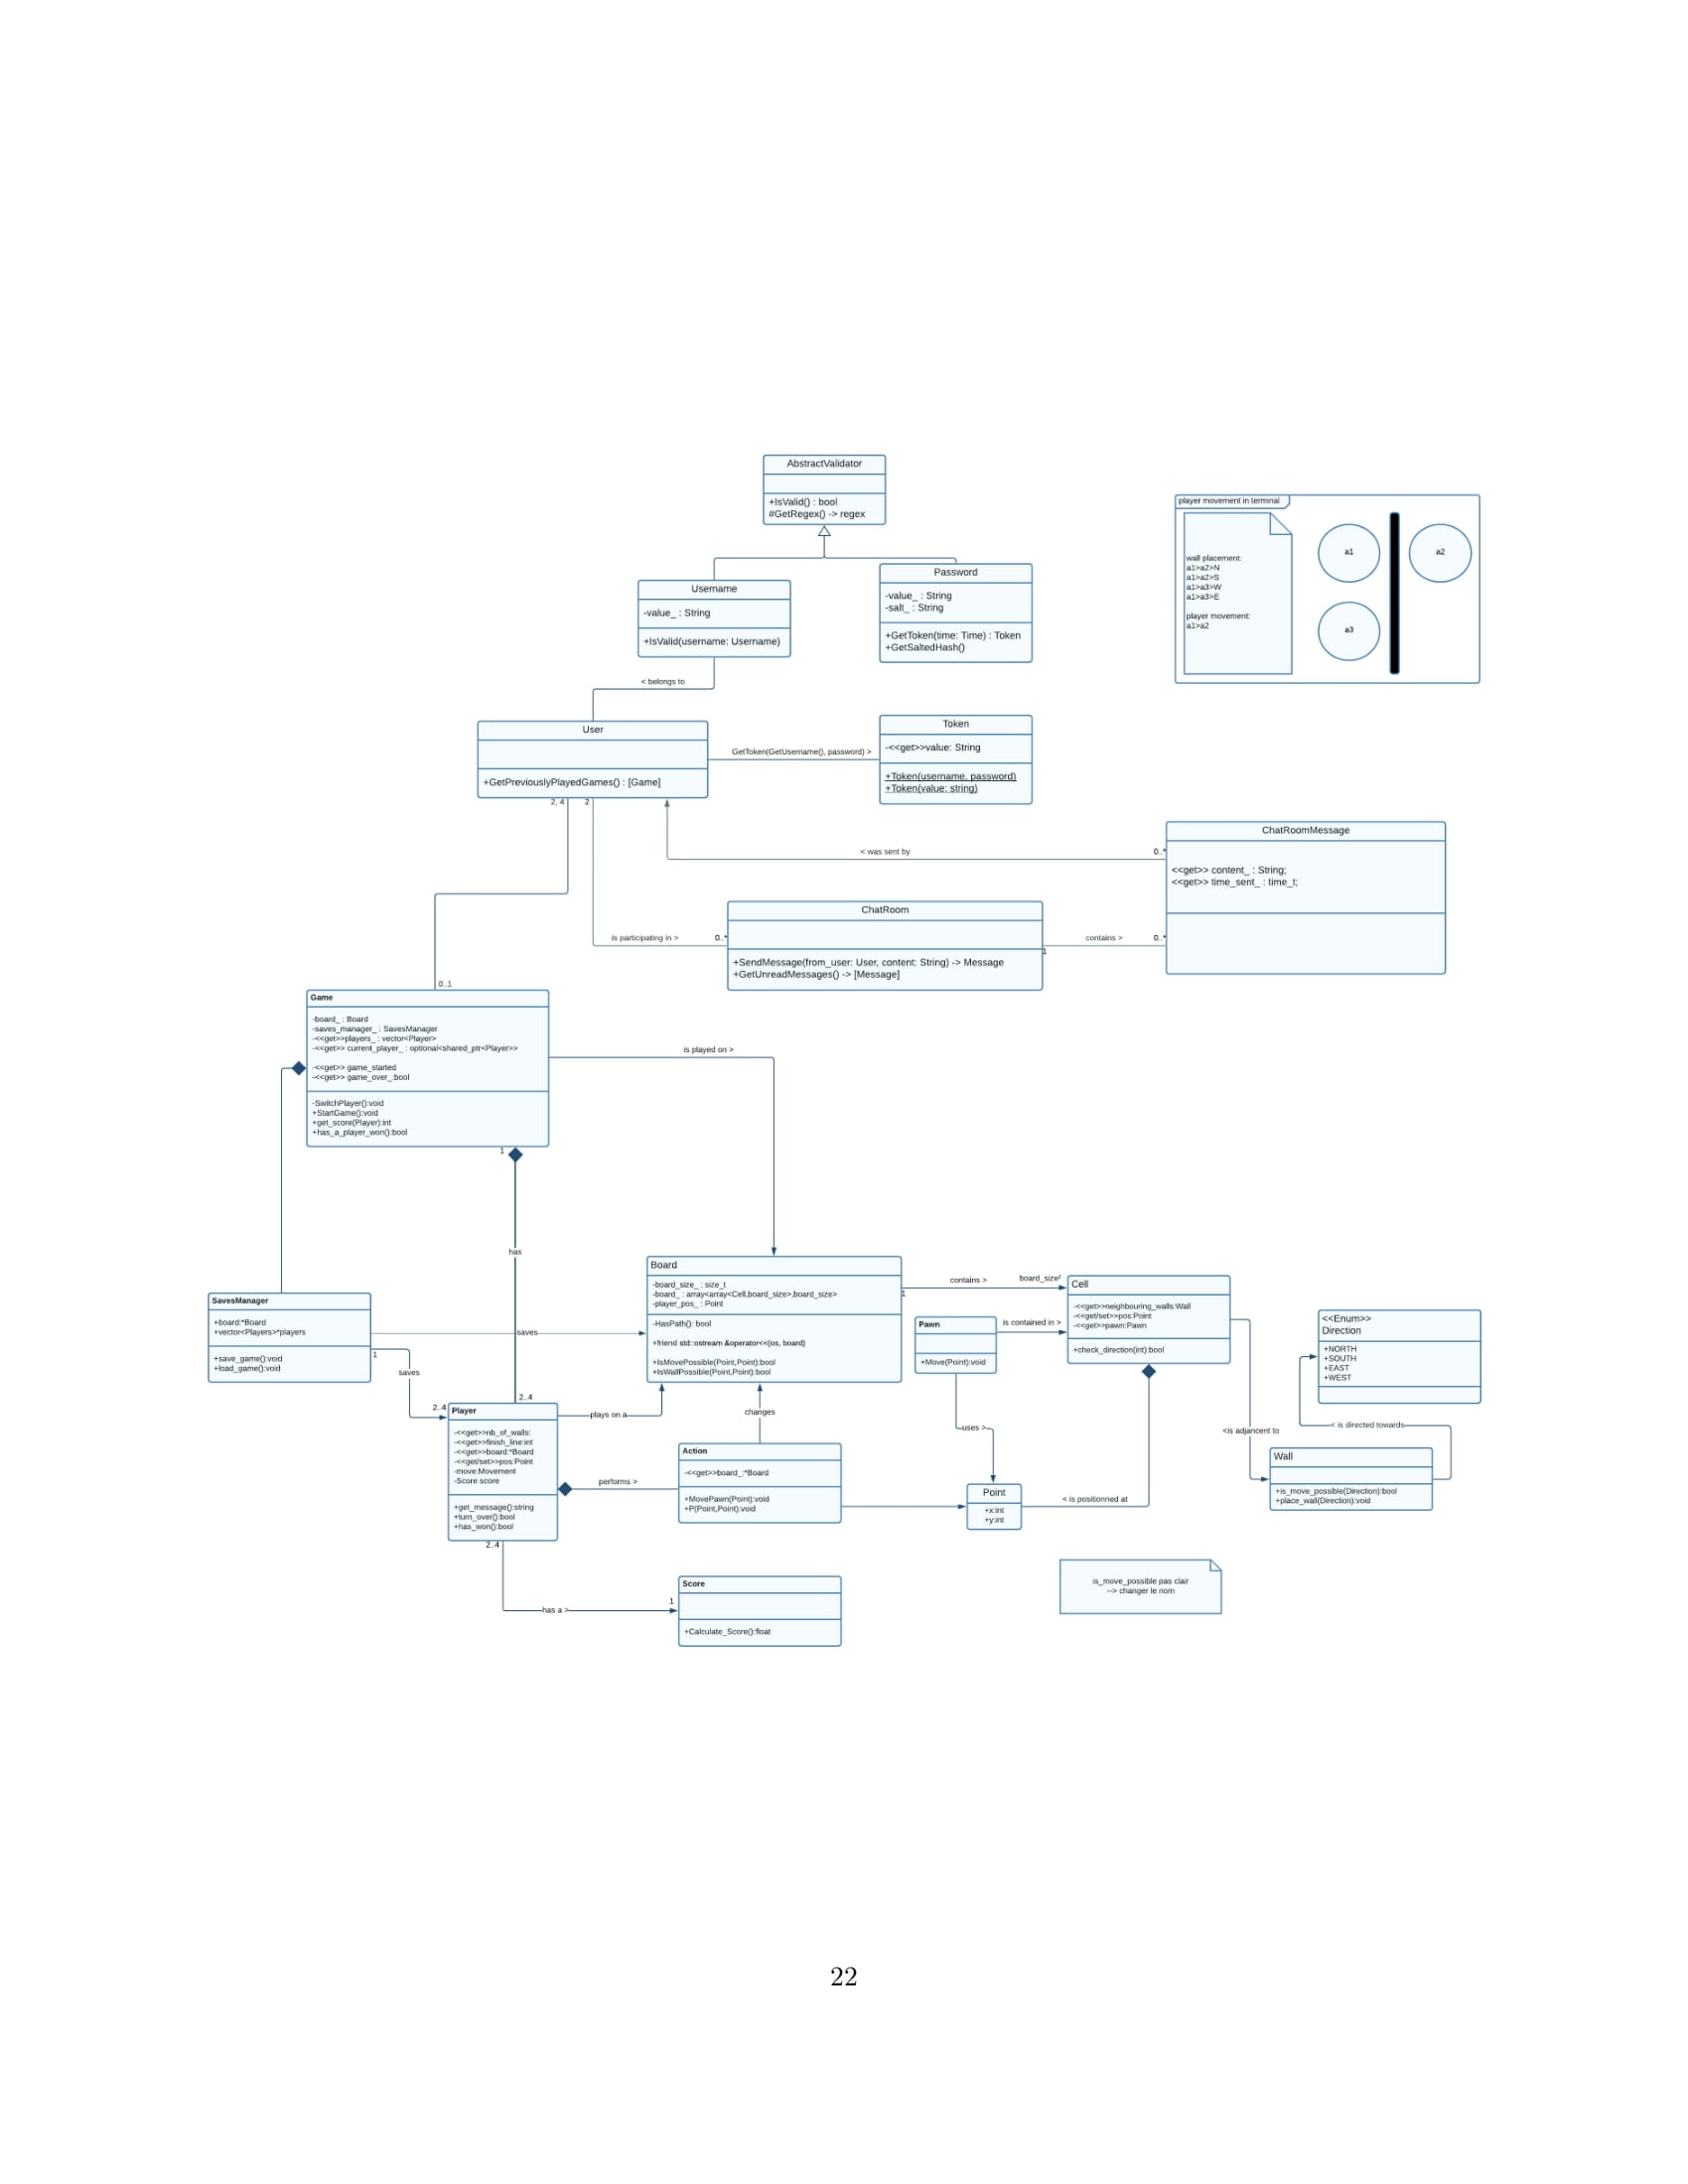 AbstractValidator
+IsValid() : bool
#GetRegex() -> regex
player movement in terminal
wall placement:
a1>a2>N
a1>a2>S
a1>a3>W
a1>a3>E
player movement:
a1>a2
a1
a2
a3
Username
-value_ : String
+IsValid(username: Username)
Password
-value_ : String
-salt_ : String
+GetToken(time: Time) : Token
+GetSaltedHash()
< belongs to
User
+GetPreviouslyPlayedGames() : [Game]
GetToken(GetUsername(), password) >
Token
-<<get>>value: String
+Token(username, password)
+Token(value: string)
2, 4
2
< was sent by
0..*
ChatRoomMessage
<<get>> content_ : String;
<<get>> time_sent_ : time_t;
ChatRoom
+SendMessage(from_user: User, content: String) -> Message
+GetUnreadMessages() -> [Message]
is participating in >
0..*
contains >
0..*
1
0..1
Game
-board_ : Board
-saves_manager_ : SavesManager
-<<get>>players_ : vector<Player>
-<<get>> current_player_ : optional<shared_ptr<Player>>
-<<get>> game_started
-<<get>> game_over_:bool
-SwitchPlayer():void
+StartGame():void
+get_score(Player):int
+has_a_player_won():bool
is played on >
1
has
2..4
SavesManager
+board:*Board
+vector<Players>*players
+save_game():void
+load_game():void
saves
1
saves
2..4
Board
-board_size_ : size_t
-board_ : array<array<Cell,board_size>,board_size>
-player_pos_ : Point
-HasPath(): bool
+friend std::ostream &operator<<(os, board)
+IsMovePossible(Point,Point):bool
+IsWallPossible(Point,Point):bool
contains >
board_size²
1
Pawn
+Move(Point):void
is contained in >
Cell
-<<get>>neighbouring_walls:Wall
-<<get/set>>pos:Point
-<<get>>pawn:Pawn
+check_direction(int):bool
<<Enum>>
Direction
+NORTH
+SOUTH
+EAST
+WEST
Player
-<<get>>nb_of_walls:
-<<get>>finish_line:int
-<<get>>board:*Board
-<<get/set>>pos:Point
-move:Movement
-Score score
+get_message():string
+turn_over():bool
+has_won():bool
plays on a
changes
performs >
Action
-<<get>>board_:*Board
+MovePawn(Point):void
+P(Point,Point):void
uses >
Point
+x:int
+y:int
< is positionned at
<is adjancent to
< is directed towards
Wall
+is_move_possible(Direction):bool
+place_wall(Direction):void
2..4
has a >
1
Score
+Calculate_Score():float
is_move_possible pas clair
--> changer le nom
22